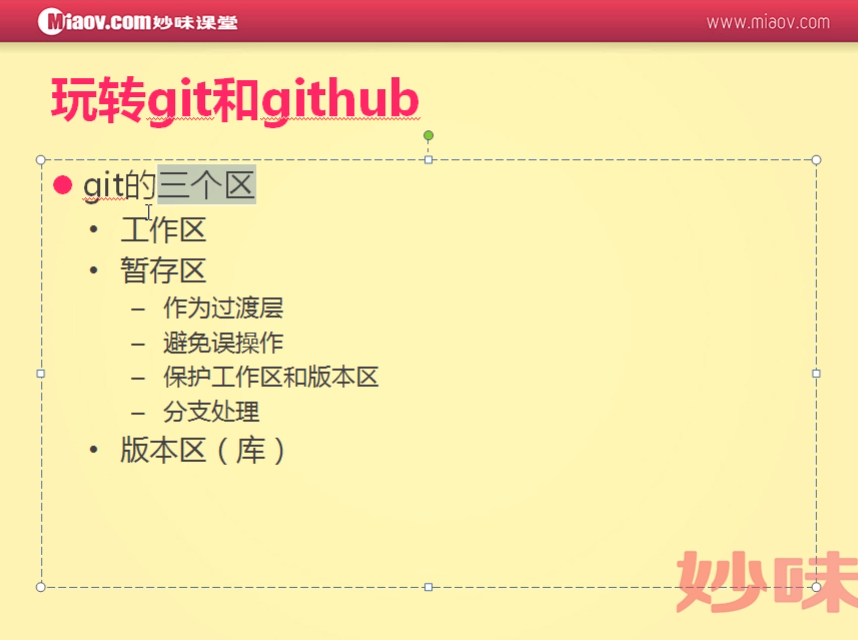 Miaov.com妙味课堂
www.miaov.com
玩转git和github
git的三个区
工作区
暂存区
作为过渡层
避免误操作
保护工作区和版本区
分支处理
版本区（库）
妙味